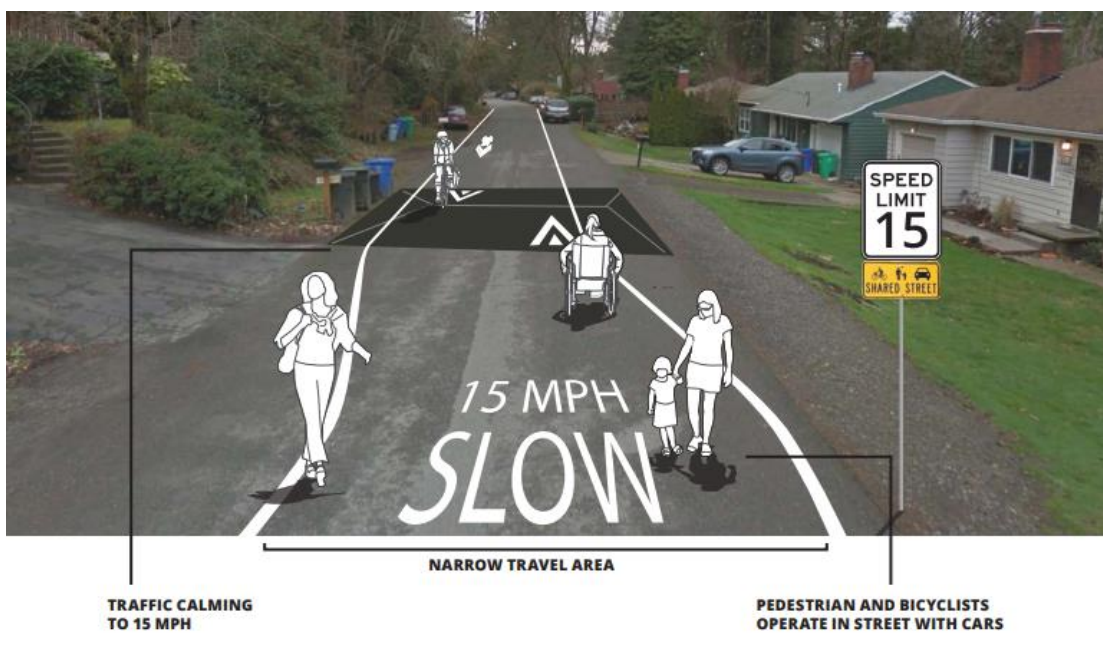 SPEED
LIMIT
15
SHARED STREET
15 MPH
SLOW
NARROW TRAVEL AREA
TRAFFIC CALMING
TO 15 MPH
PEDESTRIAN AND BICYCLISTS
OPERATE IN STREET WITH CARS